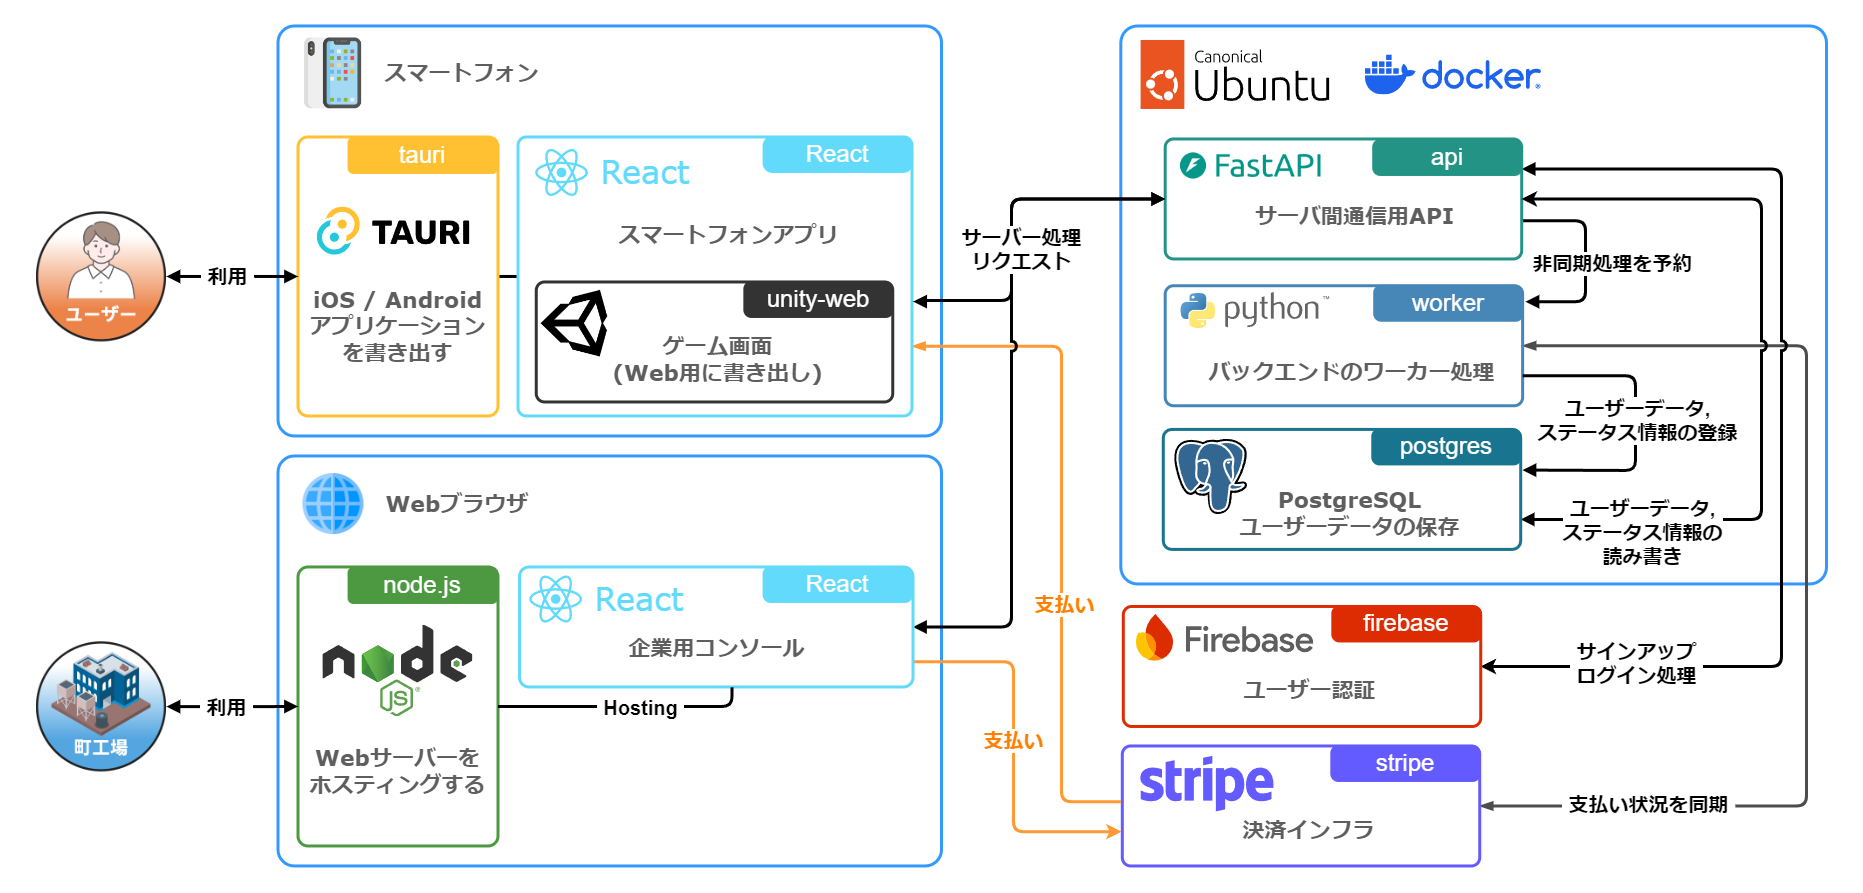 スマートフォン
tauri
TAURI
iOS / Android
アプリケーション
を書き出す
React
React
スマートフォンアプリ
unity-web
ゲーム画面
(Web用に書き出し)
ユーザー
利用
Webブラウザ
node.js
node
JS
Webサーバーを
ホスティングする
React
React
企業用コンソール
Hosting
町工場
利用
サーバー処理
リクエスト
支払い
支払い
Canonical
Ubuntu
docker
FastAPI
api
サーバ間通信用API
非同期処理を予約
python™
worker
バックエンドのワーカー処理
ユーザーデータ,
ステータス情報の登録
postgres
PostgreSQL
ユーザーデータの保存
ユーザーデータ,
ステータス情報の
読み書き
Firebase
firebase
ユーザー認証
サインアップ
ログイン処理
stripe
stripe
決済インフラ
支払い状況を同期